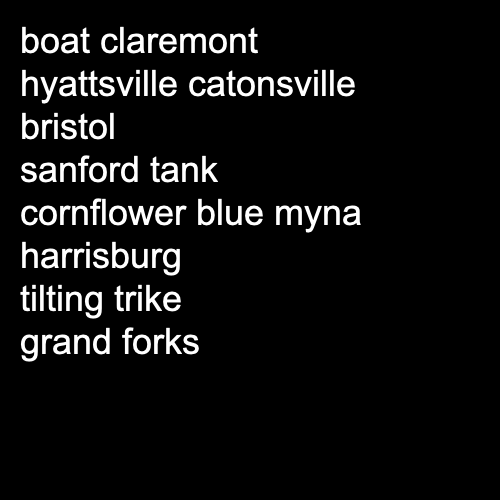 boat claremont
hyattsville catonsville
bristol
sanford tank
cornflower blue myna
harrisburg
tilting trike
grand forks